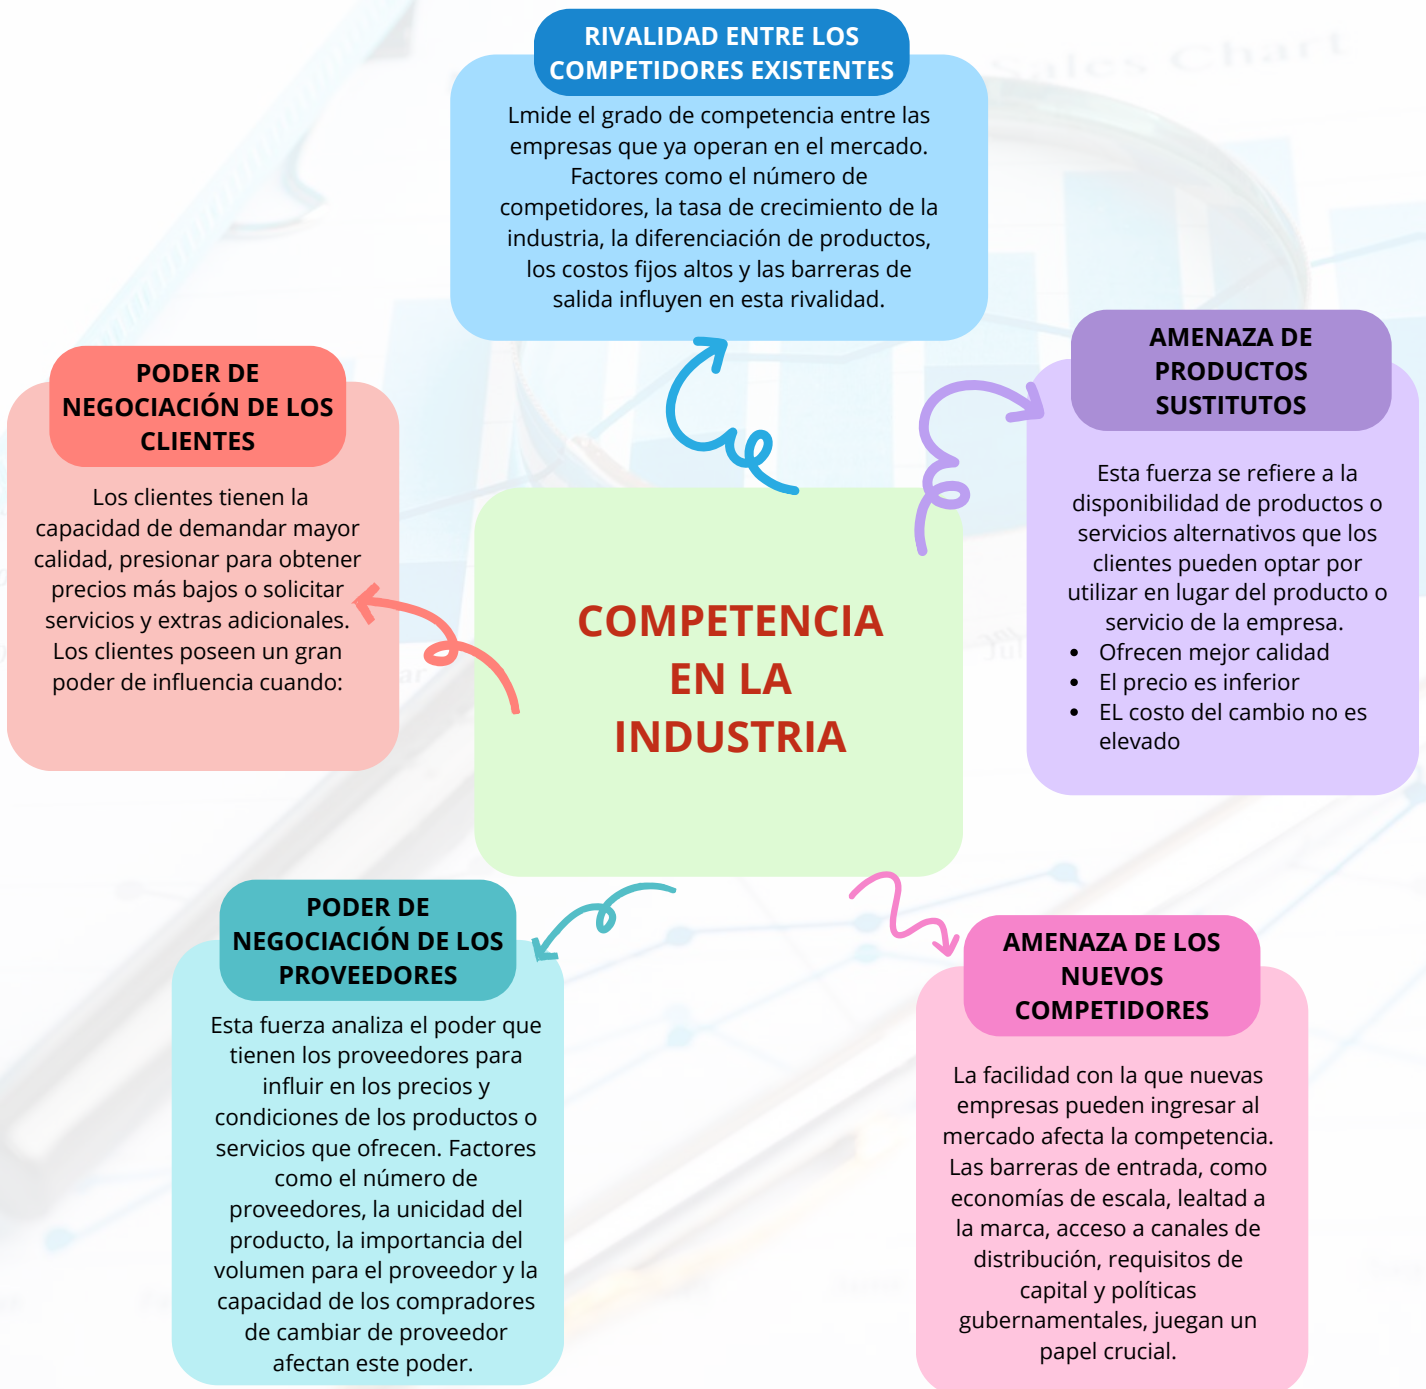 RIVALIDAD ENTRE LOS
COMPETIDORES EXISTENTES
Lmide el grado de competencia entre las
empresas que ya operan en el mercado.
Factores como el número de
competidores, la tasa de crecimiento de la
industria, la diferenciación de productos,
los costos fijos altos y las barreras de
salida influyen en esta rivalidad.
Sales Chart
PODER DE
NEGOCIACIÓN DE LOS
CLIENTES
Los clientes tienen la
capacidad de demandar mayor
calidad, presionar para obtener
precios más bajos o solicitar
servicios y extras adicionales.
Los clientes poseen un gran
poder de influencia cuando:
AMENAZA DE
PRODUCTOS
SUSTITUTOS
Esta fuerza se refiere a la
disponibilidad de productos o
servicios alternativos que los
clientes pueden optar por
utilizar en lugar del producto o
servicio de la empresa.
• Ofrecen mejor calidad
• El precio es inferior
• EL costo del cambio no es
elevado
COMPETENCIA
EN LA
INDUSTRIA
PODER DE
NEGOCIACIÓN DE LOS
PROVEEDORES
Esta fuerza analiza el poder que
tienen los proveedores para
influir en los precios y
condiciones de los productos o
servicios que ofrecen. Factores
como el número de
proveedores, la unicidad del
producto, la importancia del
volumen para el proveedor y la
capacidad de los compradores
de cambiar de proveedor
afectan este poder.
AMENAZA DE LOS
NUEVOS
COMPETIDORES
La facilidad con la que nuevas
empresas pueden ingresar al
mercado afecta la competencia.
Las barreras de entrada, como
economías de escala, lealtad a
la marca, acceso a canales de
distribución, requisitos de
capital y políticas
gubernamentales, juegan un
papel crucial.